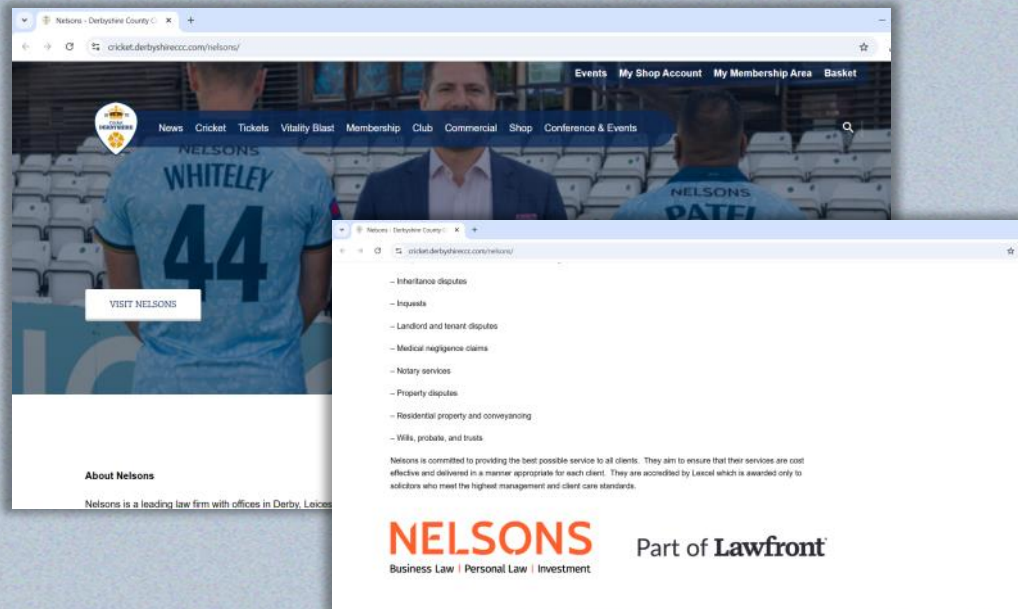 Nelsons - Derbyshire County C
cricket.derbyshireccc.com/nelsons/
Events My Shop Account My Membership Area Basket
News Cricket Tickets Vitality Blast Membership Club Commercial Shop Conference & Events
NELSONS
WHITELEY
44
NELSONS
PATEL
VISIT NELSONS
About Nelsons
Nelsons is a leading law firm with offices in Derby, Leices
Nelsons - Derbyshire County C
cricket.derbyshireccc.com/nelsons/
– Inheritance disputes
– Inquests
– Landlord and tenant disputes
– Medical negligence claims
– Notary services
– Property disputes
– Residential property and conveyancing
– Wills, probate, and trusts
Nelsons is committed to providing the best possible service to all clients. They aim to ensure that their services are cost
effective and delivered in a manner appropriate for each client. They are accredited by Lexcel which is awarded only to
solicitors who meet the highest management and client care standards.
NELSONS
Business Law | Personal Law | Investment
Part of Lawfront